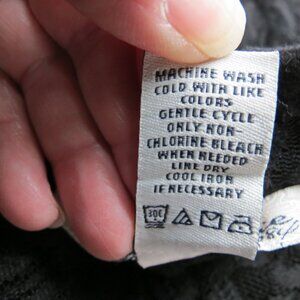 MACHINE WASH
COLD WITH LIKE
COLORS
GENTLE CYCLE
ONLY NON-
CHLORINE BLEACH
WHEN NEEDED
LINE DRY
COOL IRON
IF NECESSARY